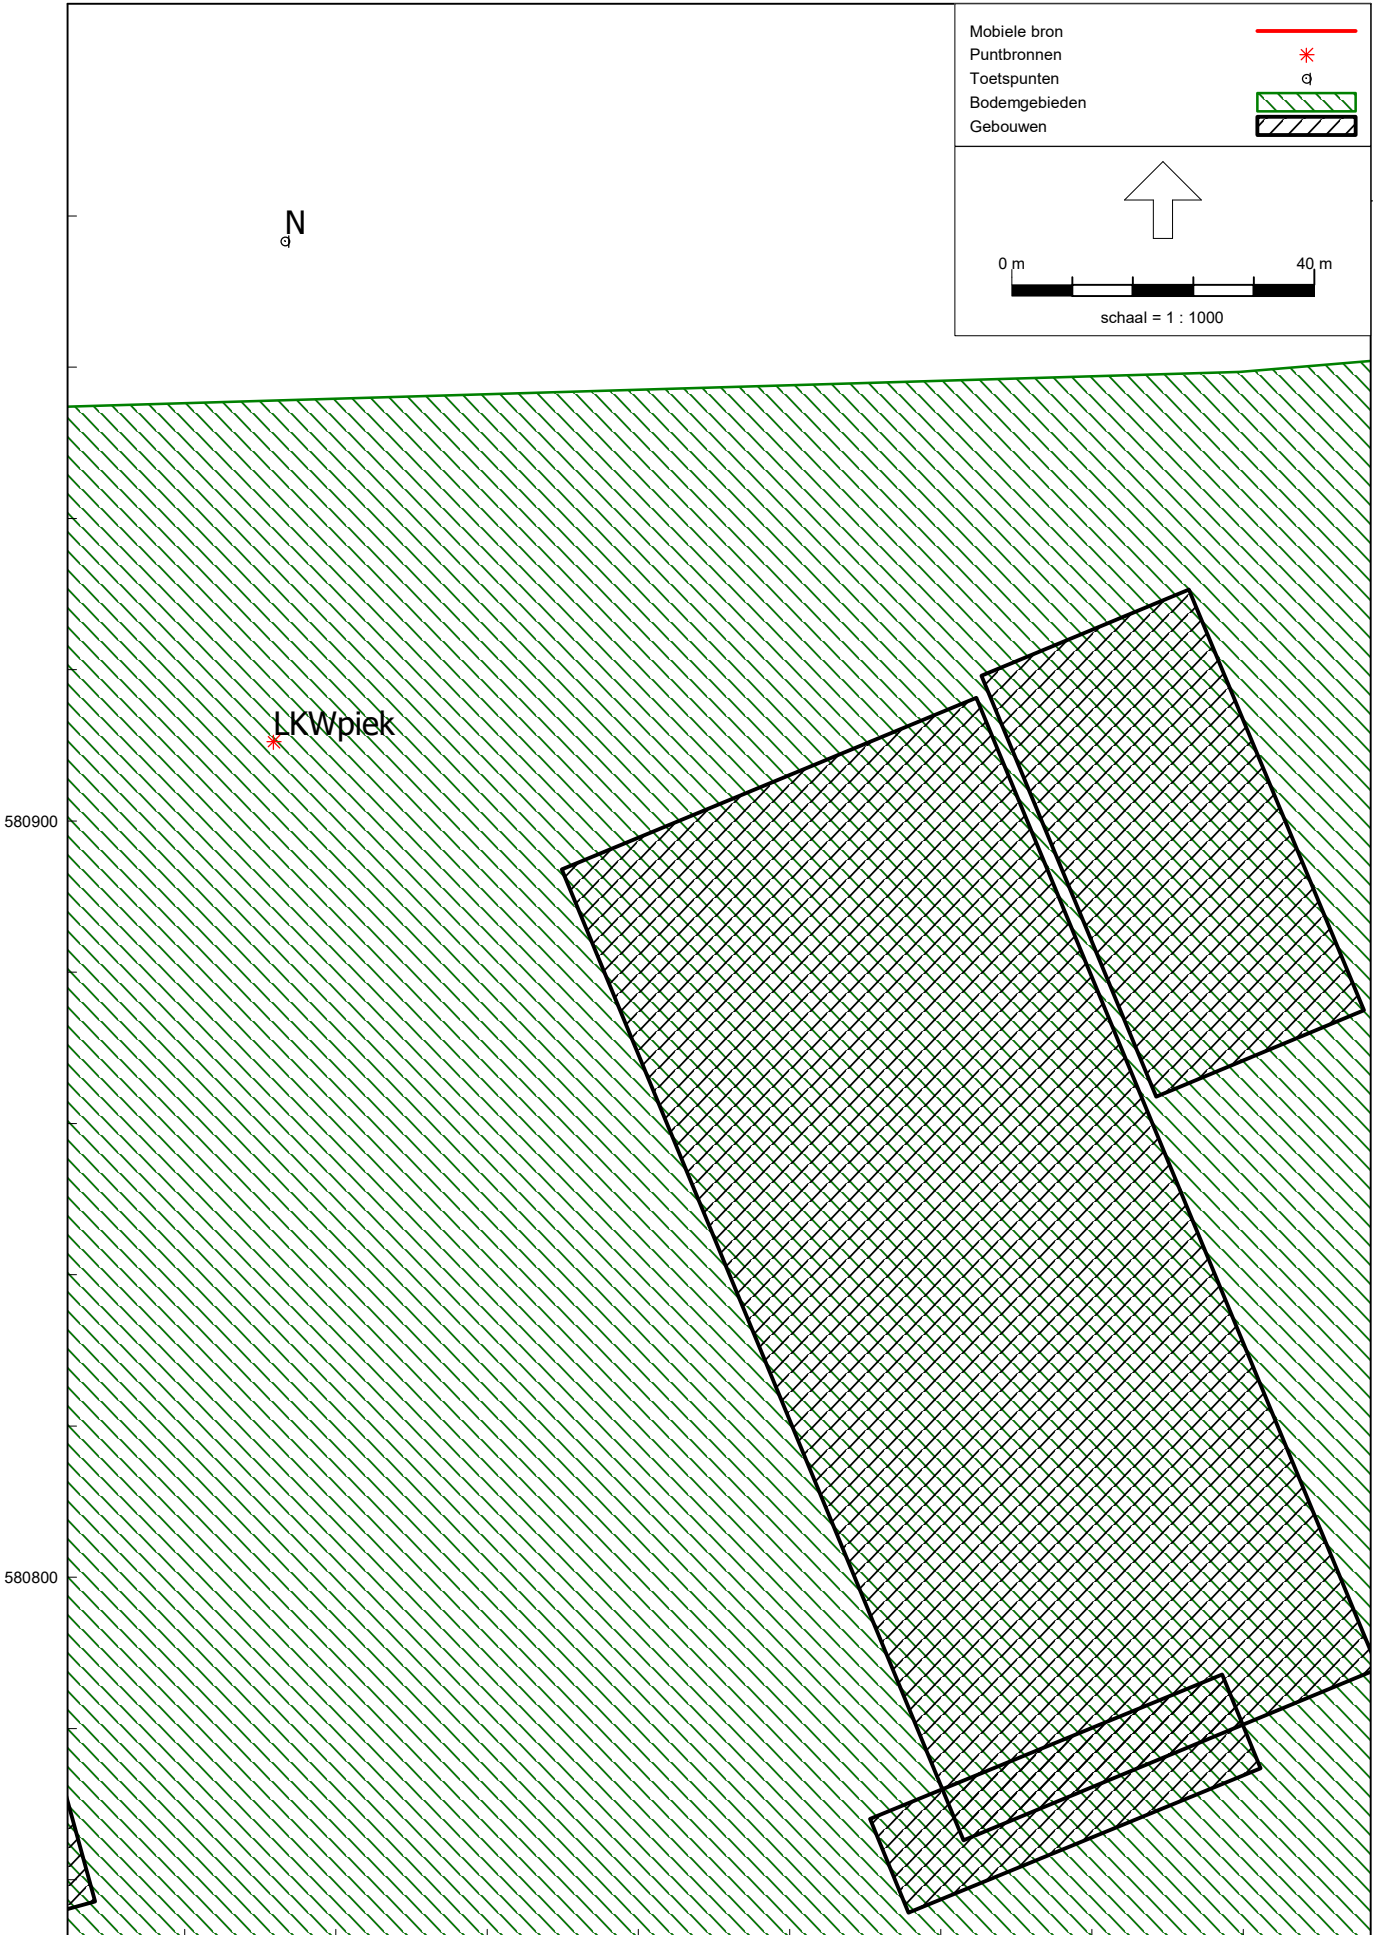 Mobiele bron
Puntbronnen
Toetspunten
Bodemgebieden
Gebouwen
0 m 40 m
schaal = 1 : 1000
N
LKWpiek
580900
580800